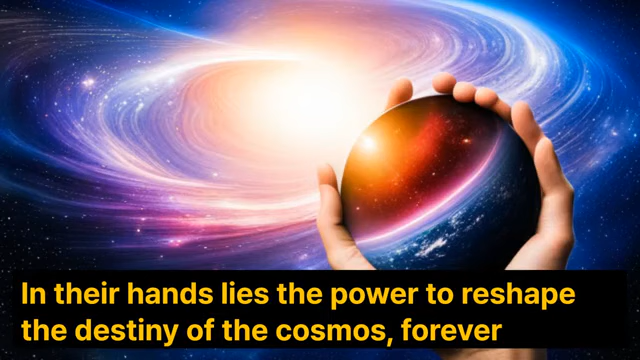 In their hands lies the power to reshape
the destiny of the cosmos, forever